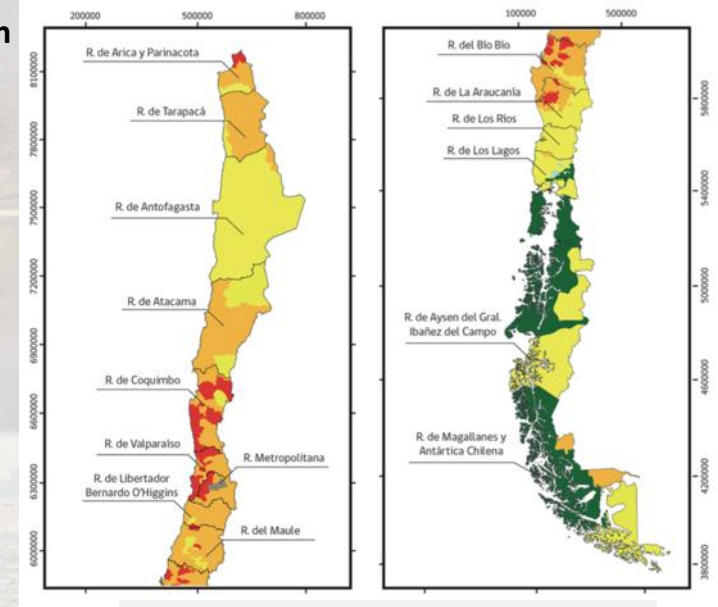 n
200000 500000 800000
8100000
7800000
7500000
7200000
6900000
6600000
6300000
6000000
R. de Arica y Parinacota
R. de Tarapacá
R. de Antofagasta
R. de Atacama
R. de Coquimbo
R. de Valparaíso
R. Metropolitana
R. de Libertador
Bernardo O'Higgins
R. del Maule
100000 500000
R. del Bío Bío
R. de La Araucanía
R. de Los Ríos
R. de Los Lagos
R. de Aysen del Gral.
Ibañez del Campo
R. de Magallanes y
Antártica Chilena
5800000
5400000
5000000
4600000
4200000
3800000